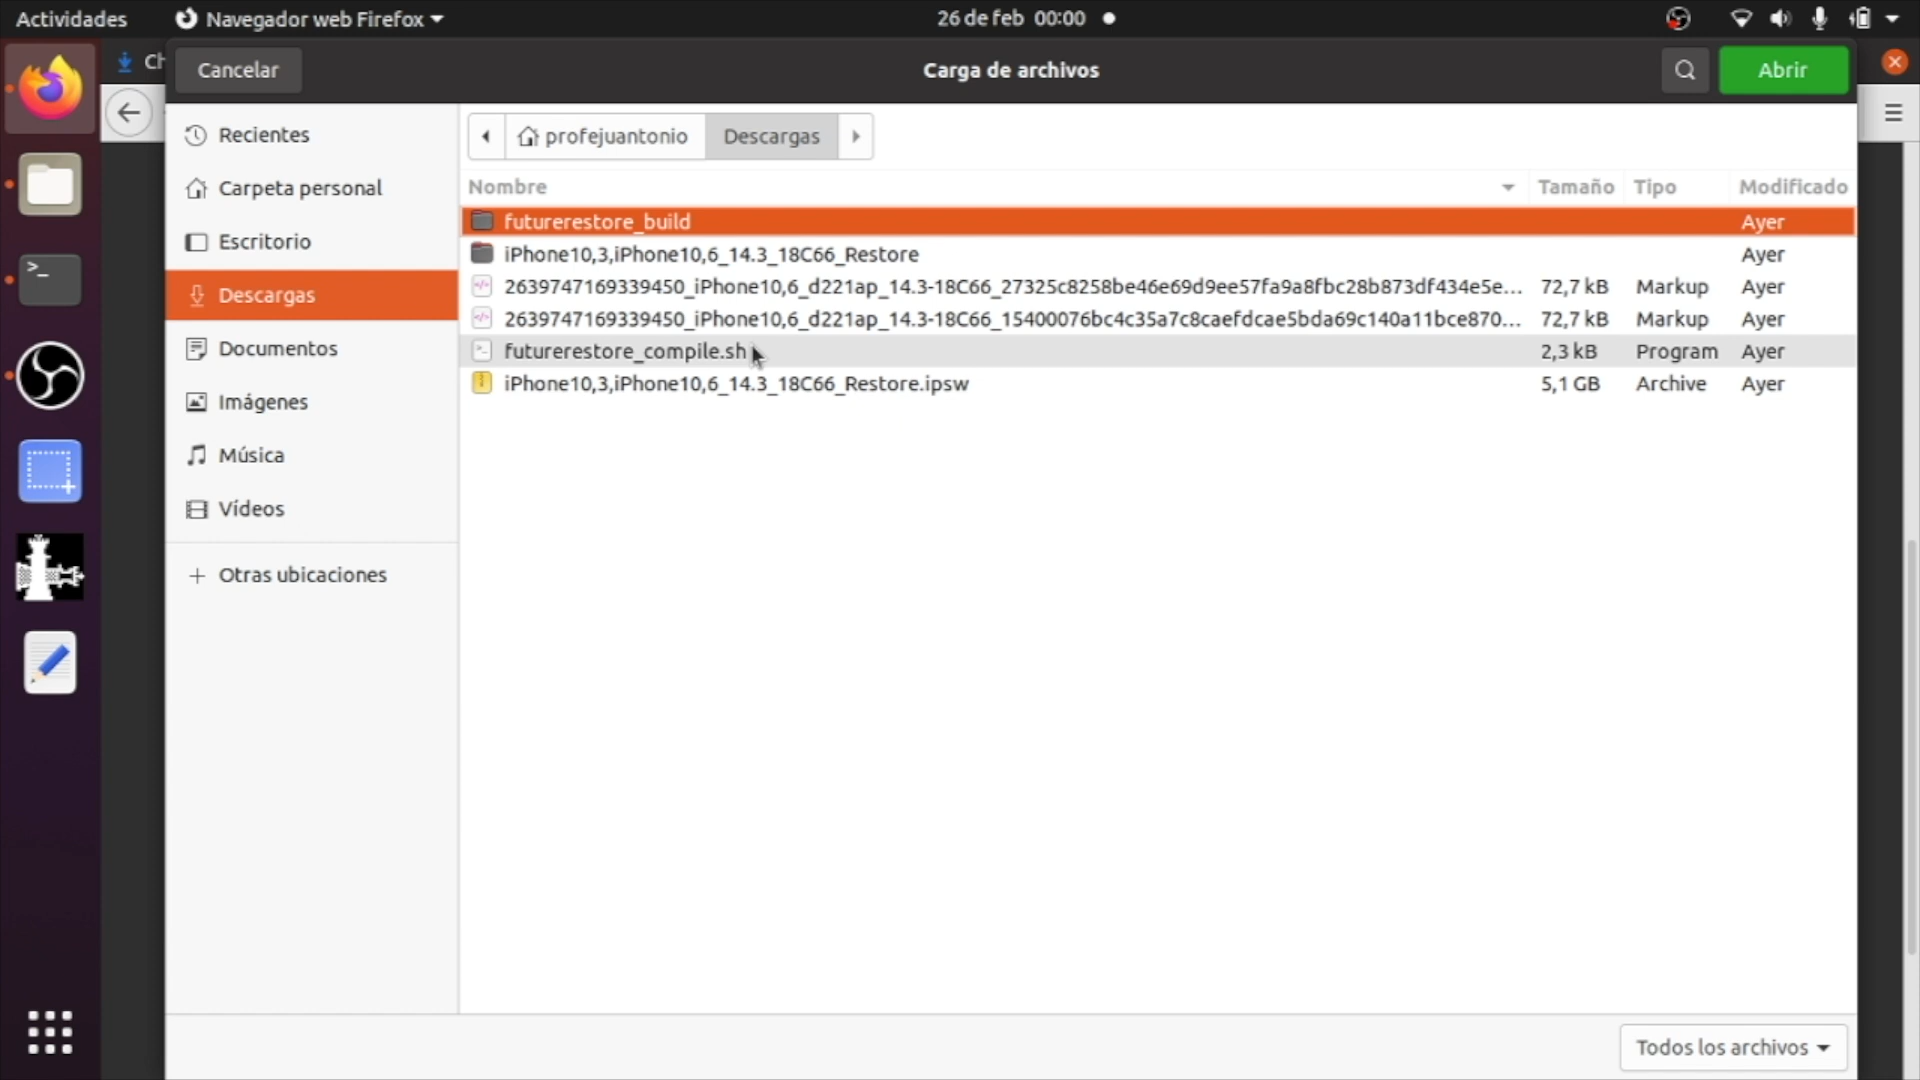 Actividades
Navegador web Firefox
26 de feb 00:00
Ch
Cancelar
Carga de archivos
Abrir
Recientes
Carpeta personal
Escritorio
Descargas
Documentos
Imágenes
Música
Vídeos
Otras ubicaciones
profejuantonio
Descargas
Nombre Tamaño Tipo Modificado
futurerestore_build Ayer
iPhone10,3,iPhone10,6_14.3_18C66_Restore Ayer
2639747169339450_iPhone10,6_d221ap_14.3-18C66_27325c8258be46e69d9ee57fa9a8fbc28b873df434e5e... 72,7 kB Markup Ayer
2639747169339450_iPhone10,6_d221ap_14.3-18C66_15400076bc4c35a7c8caefdcae5bda69c140a11bce870... 72,7 kB Markup Ayer
futurerestore_compile.sh 2,3 kB Program Ayer
iPhone10,3,iPhone10,6_14.3_18C66_Restore.ipsw 5,1 GB Archive Ayer
Todos los archivos